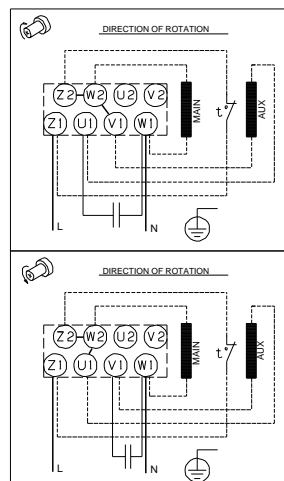 DIRECTION OF ROTATION
Z2 W2 U2 V2
Z1 U1 V1 W1
MAIN
t°
AUX
L
N
DIRECTION OF ROTATION
Z2 W2 U2 V2
Z1 U1 V1 W1
MAIN
t°
AUX
L
N